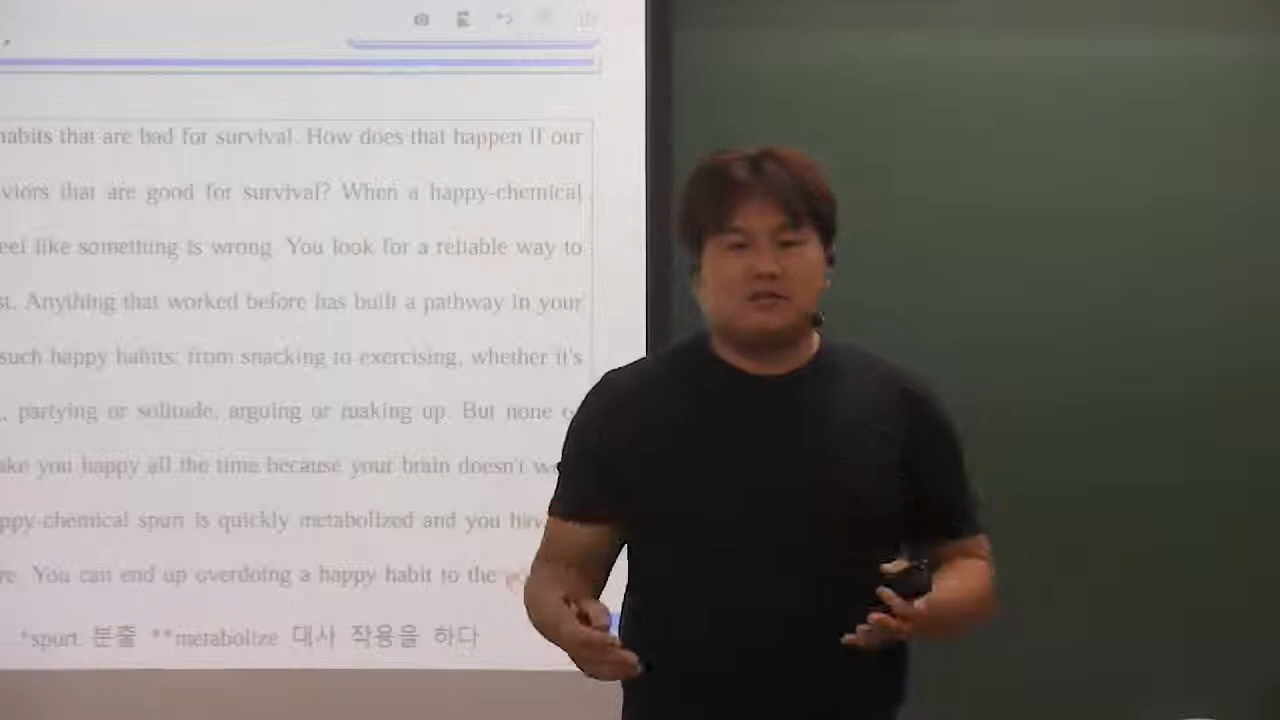 habits that are bad for survival. How does that happen if our
viors that are good for survival? When a happy-chemical
eel like something is wrong. You look for a reliable way to
st. Anything that worked before has built a pathway in your
such happy habits: from snacking to exercising, whether it's
, partying or solitude, arguing or making up. But none
ake you happy all the time because your brain doesn't
ppy-chemical spurt is quickly metabolized and you
re. You can end up overdoing a happy habit to the
*spurt: 분출 **metabolize: 대사 작용을 하다